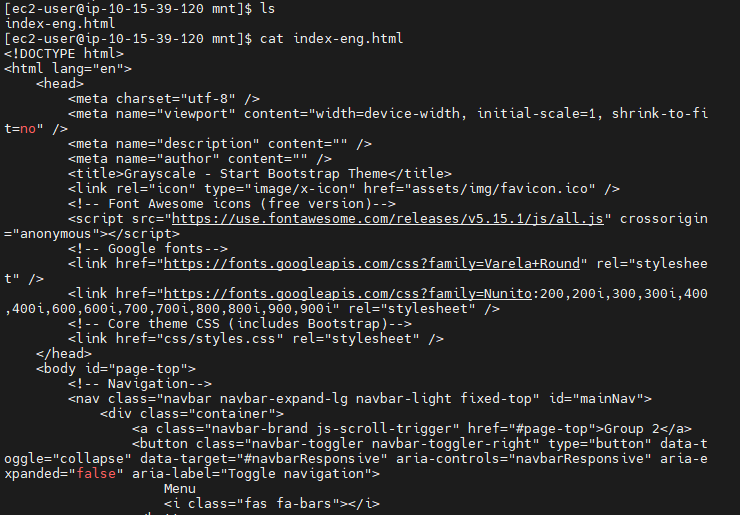 [ec2-user@ip-10-15-39-120 mnt]$ ls
index-eng.html
[ec2-user@ip-10-15-39-120 mnt]$ cat index-eng.html
<!DOCTYPE html>
<html lang="en">
    <head>
        <meta charset="utf-8" />
        <meta name="viewport" content="width=device-width, initial-scale=1, shrink-to-fi
t=no" />
        <meta name="description" content="" />
        <meta name="author" content="" />
        <title>Grayscale - Start Bootstrap Theme</title>
        <link rel="icon" type="image/x-icon" href="assets/img/favicon.ico" />
        <!-- Font Awesome icons (free version)-->
        <script src="https://use.fontawesome.com/releases/v5.15.1/js/all.js" crossorigin
="anonymous"></script>
        <!-- Google fonts-->
        <link href="https://fonts.googleapis.com/css?family=Varela+Round" rel="styleshee
t" />
        <link href="https://fonts.googleapis.com/css?family=Nunito:200,200i,300,300i,400
,400i,600,600i,700,700i,800,800i,900,900i" rel="stylesheet" />
        <!-- Core theme CSS (includes Bootstrap)-->
        <link href="css/styles.css" rel="stylesheet" />
    </head>
    <body id="page-top">
        <!-- Navigation-->
        <nav class="navbar navbar-expand-lg navbar-light fixed-top" id="mainNav">
            <div class="container">
                <a class="navbar-brand js-scroll-trigger" href="#page-top">Group 2</a>
                <button class="navbar-toggler navbar-toggler-right" type="button" data-t
oggle="collapse" data-target="#navbarResponsive" aria-controls="navbarResponsive" aria-e
xpanded="false" aria-label="Toggle navigation">
                    Menu
                    <i class="fas fa-bars"></i>